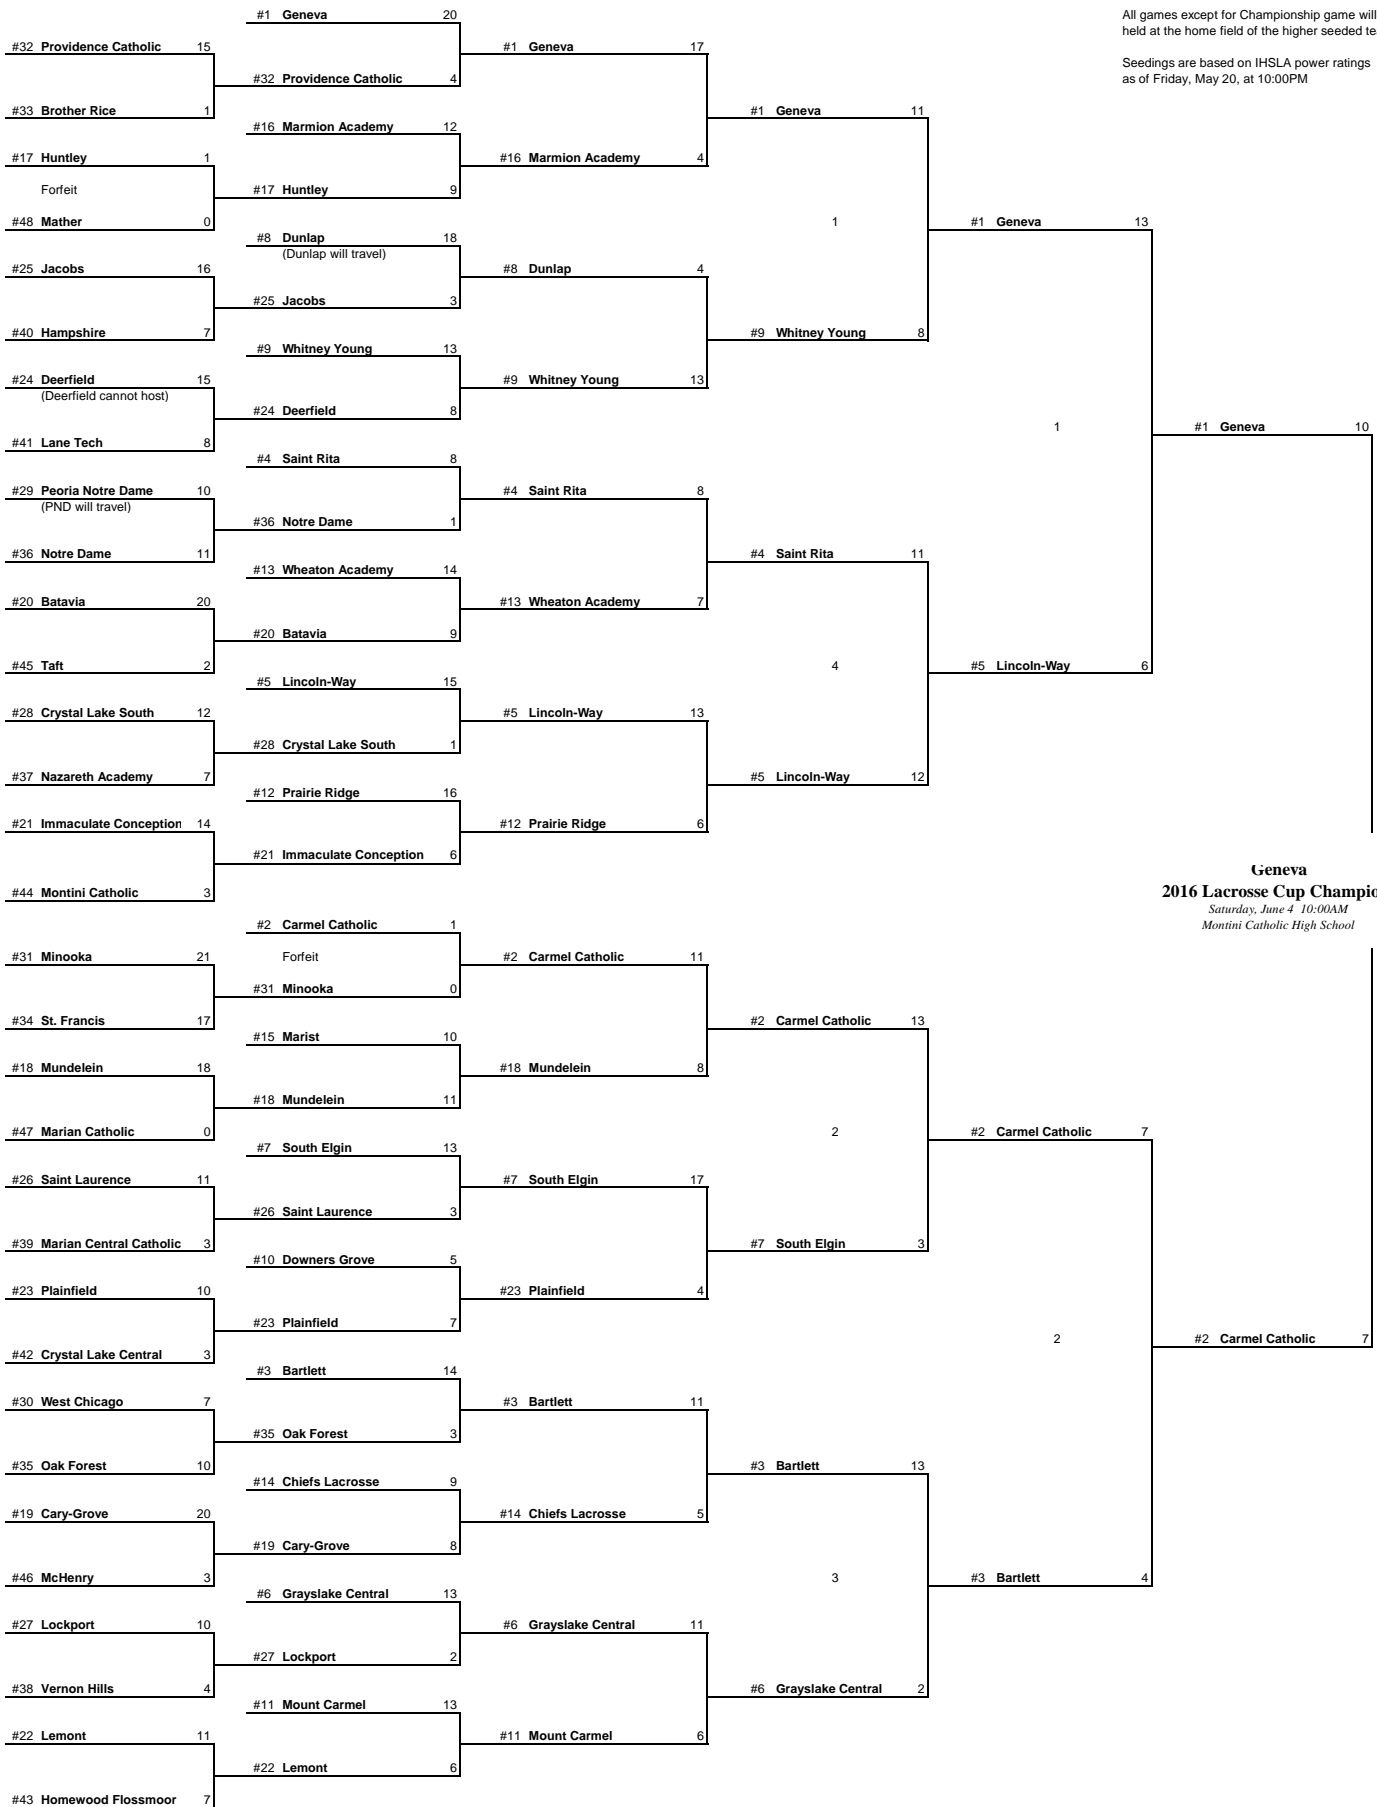 All games except for Championship game will
held at the home field of the higher seeded te
Seedings are based on IHSLA power ratings
as of Friday, May 20, at 10:00PM
#32 Providence Catholic 15
#33 Brother Rice 1
#17 Huntley 1
Forfeit
#48 Mather 0
#25 Jacobs 16
#40 Hampshire 7
#24 Deerfield 15
(Deerfield cannot host)
#41 Lane Tech 8
#29 Peoria Notre Dame 10
(PND will travel)
#36 Notre Dame 11
#20 Batavia 20
#45 Taft 2
#28 Crystal Lake South 12
#37 Nazareth Academy 7
#21 Immaculate Conception 14
#44 Montini Catholic 3
#31 Minooka 21
#34 St. Francis 17
#18 Mundelein 18
#47 Marian Catholic 0
#26 Saint Laurence 11
#39 Marian Central Catholic 3
#23 Plainfield 10
#42 Crystal Lake Central 3
#30 West Chicago 7
#35 Oak Forest 10
#19 Cary-Grove 20
#46 McHenry 3
#27 Lockport 10
#38 Vernon Hills 4
#22 Lemont 11
#43 Homewood Flossmoor 7
#1 Geneva 20
#32 Providence Catholic 4
#16 Marmion Academy 12
#17 Huntley 9
#8 Dunlap 18
(Dunlap will travel)
#25 Jacobs 3
#9 Whitney Young 13
#24 Deerfield 8
#4 Saint Rita 8
#36 Notre Dame 1
#13 Wheaton Academy 14
#20 Batavia 9
#5 Lincoln-Way 15
#28 Crystal Lake South 1
#12 Prairie Ridge 16
#21 Immaculate Conception 6
#2 Carmel Catholic 1
Forfeit
#31 Minooka 0
#15 Marist 10
#18 Mundelein 11
#7 South Elgin 13
#26 Saint Laurence 3
#10 Downers Grove 5
#23 Plainfield 7
#3 Bartlett 14
#35 Oak Forest 3
#14 Chiefs Lacrosse 9
#19 Cary-Grove 8
#6 Grayslake Central 13
#27 Lockport 2
#11 Mount Carmel 13
#22 Lemont 6
#1 Geneva 17
#16 Marmion Academy 4
#8 Dunlap 4
#9 Whitney Young 13
#4 Saint Rita 8
#13 Wheaton Academy 7
#5 Lincoln-Way 13
#12 Prairie Ridge 6
#2 Carmel Catholic 11
#18 Mundelein 8
#7 South Elgin 17
#23 Plainfield 4
#3 Bartlett 11
#14 Chiefs Lacrosse 5
#6 Grayslake Central 11
#11 Mount Carmel 6
#1 Geneva 11
1
#9 Whitney Young 8
#4 Saint Rita 11
4
#5 Lincoln-Way 12
#2 Carmel Catholic 13
2
#7 South Elgin 3
#3 Bartlett 13
3
#6 Grayslake Central 2
#1 Geneva 13
1
#5 Lincoln-Way 6
#2 Carmel Catholic 7
2
#3 Bartlett 4
#1 Geneva 10
#2 Carmel Catholic 7
Geneva
2016 Lacrosse Cup Champio
Saturday, June 4 10:00AM
Montini Catholic High School